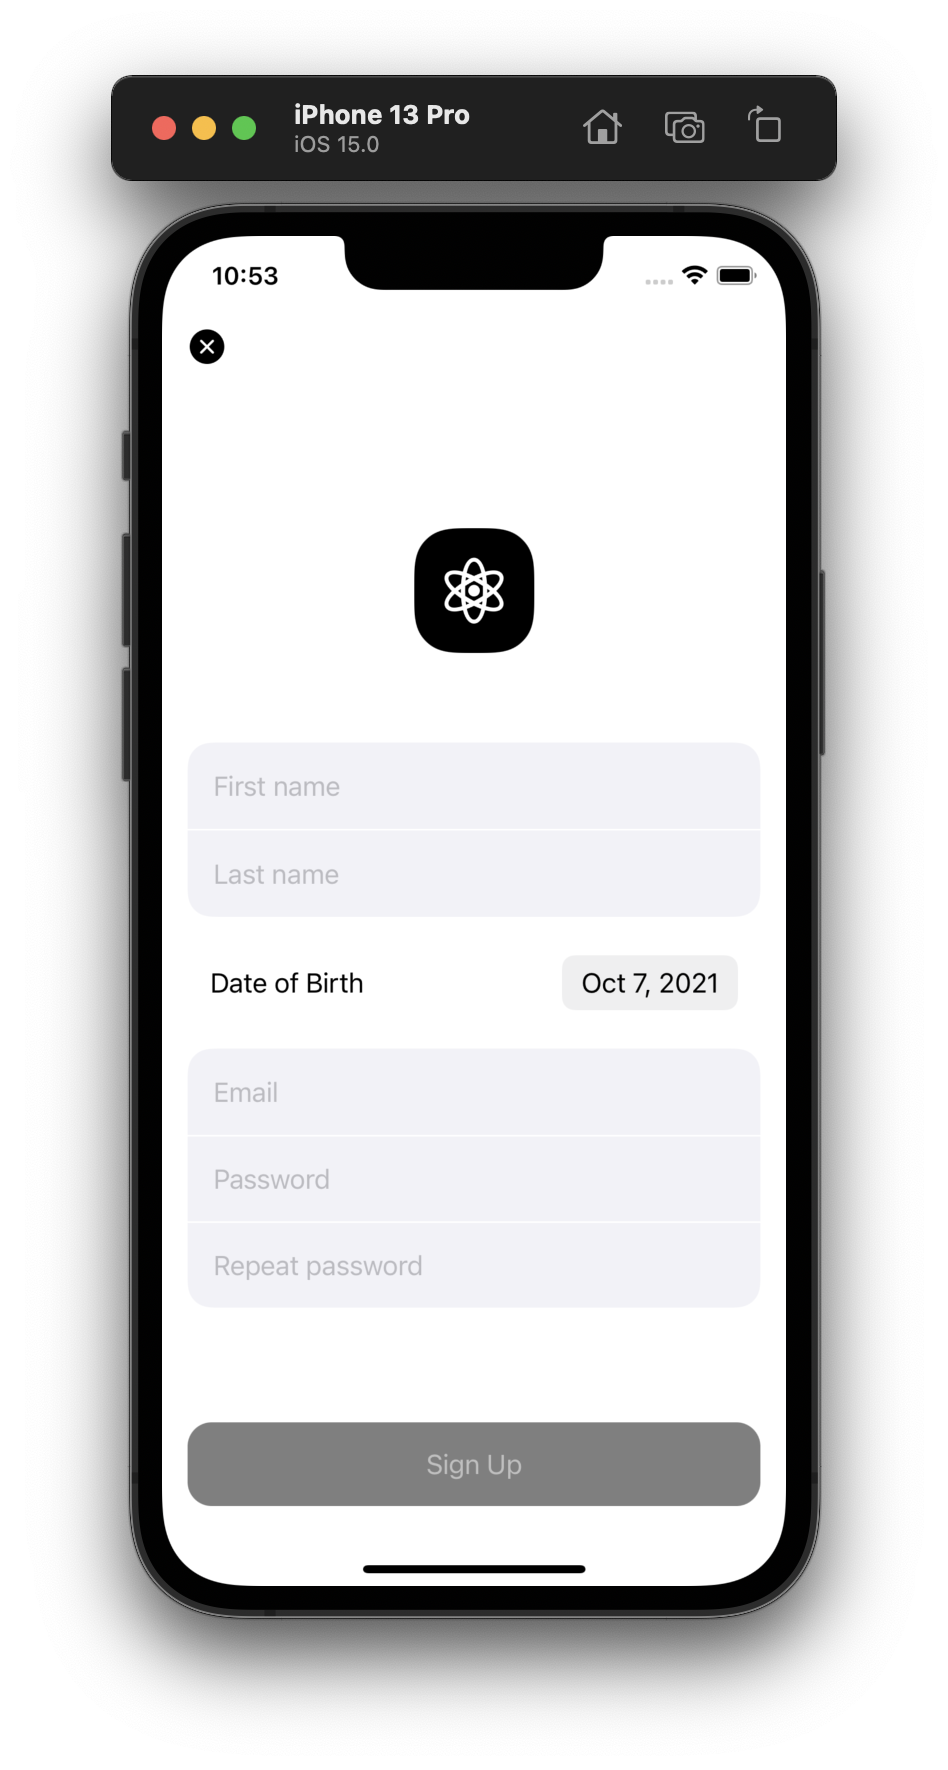 iPhone 13 Pro
iOS 15.0
10:53
First name
Last name
Date of Birth Oct 7, 2021
Email
Password
Repeat password
Sign Up